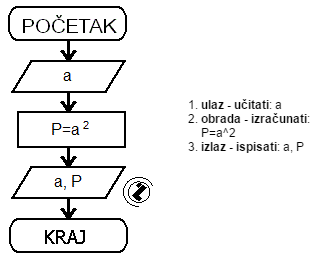 POČETAK
a
P=a 2
a, P
KRAJ
1. ulaz - učitati: a
2. obrada - izračunati:
P=a^2
3. izlaz - ispisati: a, P